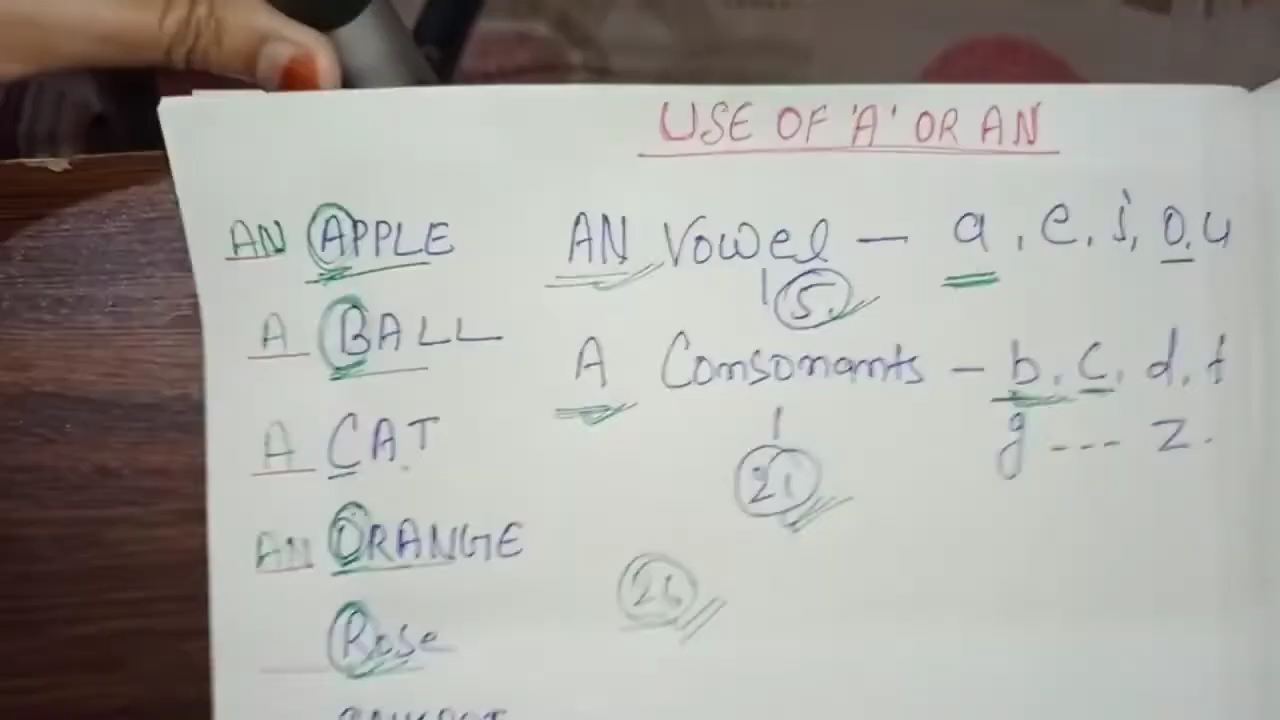 USE OF 'A' OR AN
AN APPLE
AN Vowel — a, e, i, o, u
5
A BALL
A Consonants — b, c, d, f
g --- z.
A CAT
21
AN ORANGE
26
Rose